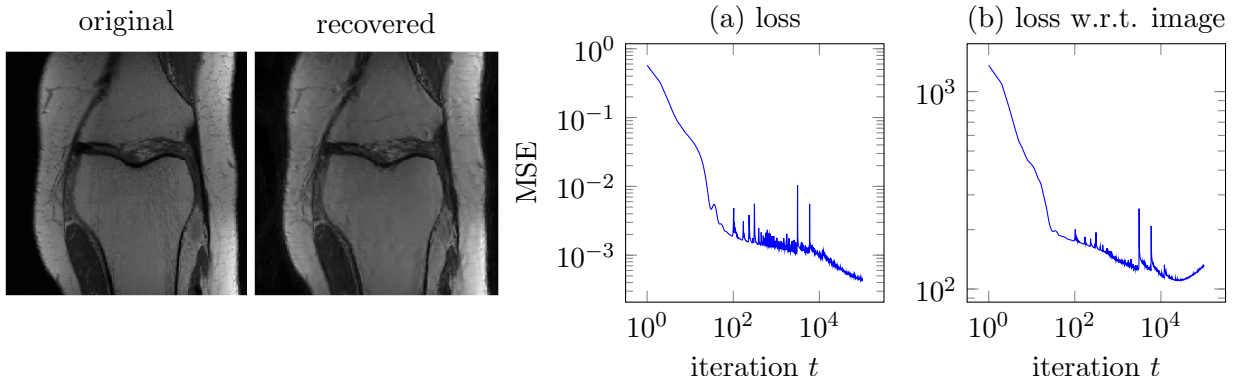 original
recovered
(a) loss
MSE
10^0
10^{-1}
10^{-2}
10^{-3}
10^0
10^2
10^4
iteration t
(b) loss w.r.t. image
10^3
10^2
10^0
10^2
10^4
iteration t